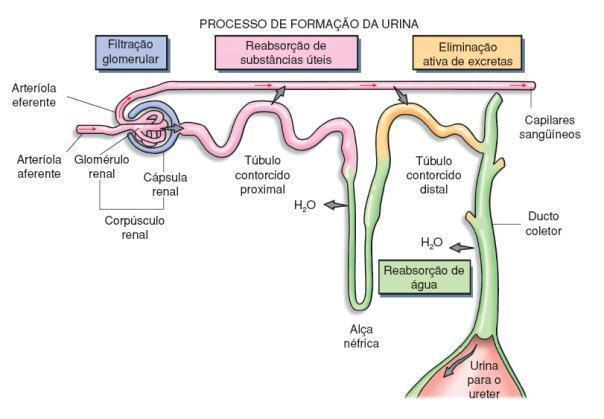 PROCESSO DE FORMAÇÃO DA URINA
Filtração
glomerular
Reabsorção de
substâncias úteis
Eliminação
ativa de excretas
Arteríola
eferente
Capilares
sangüíneos
Arteríola
aferente
Glomérulo
renal
Cápsula
renal
Corpúsculo
renal
Túbulo
contorcido
proximal
Túbulo
contorcido
distal
H₂O
H₂O
Ducto
coletor
Reabsorção de
água
Alça
néfrica
Urina
para o
ureter